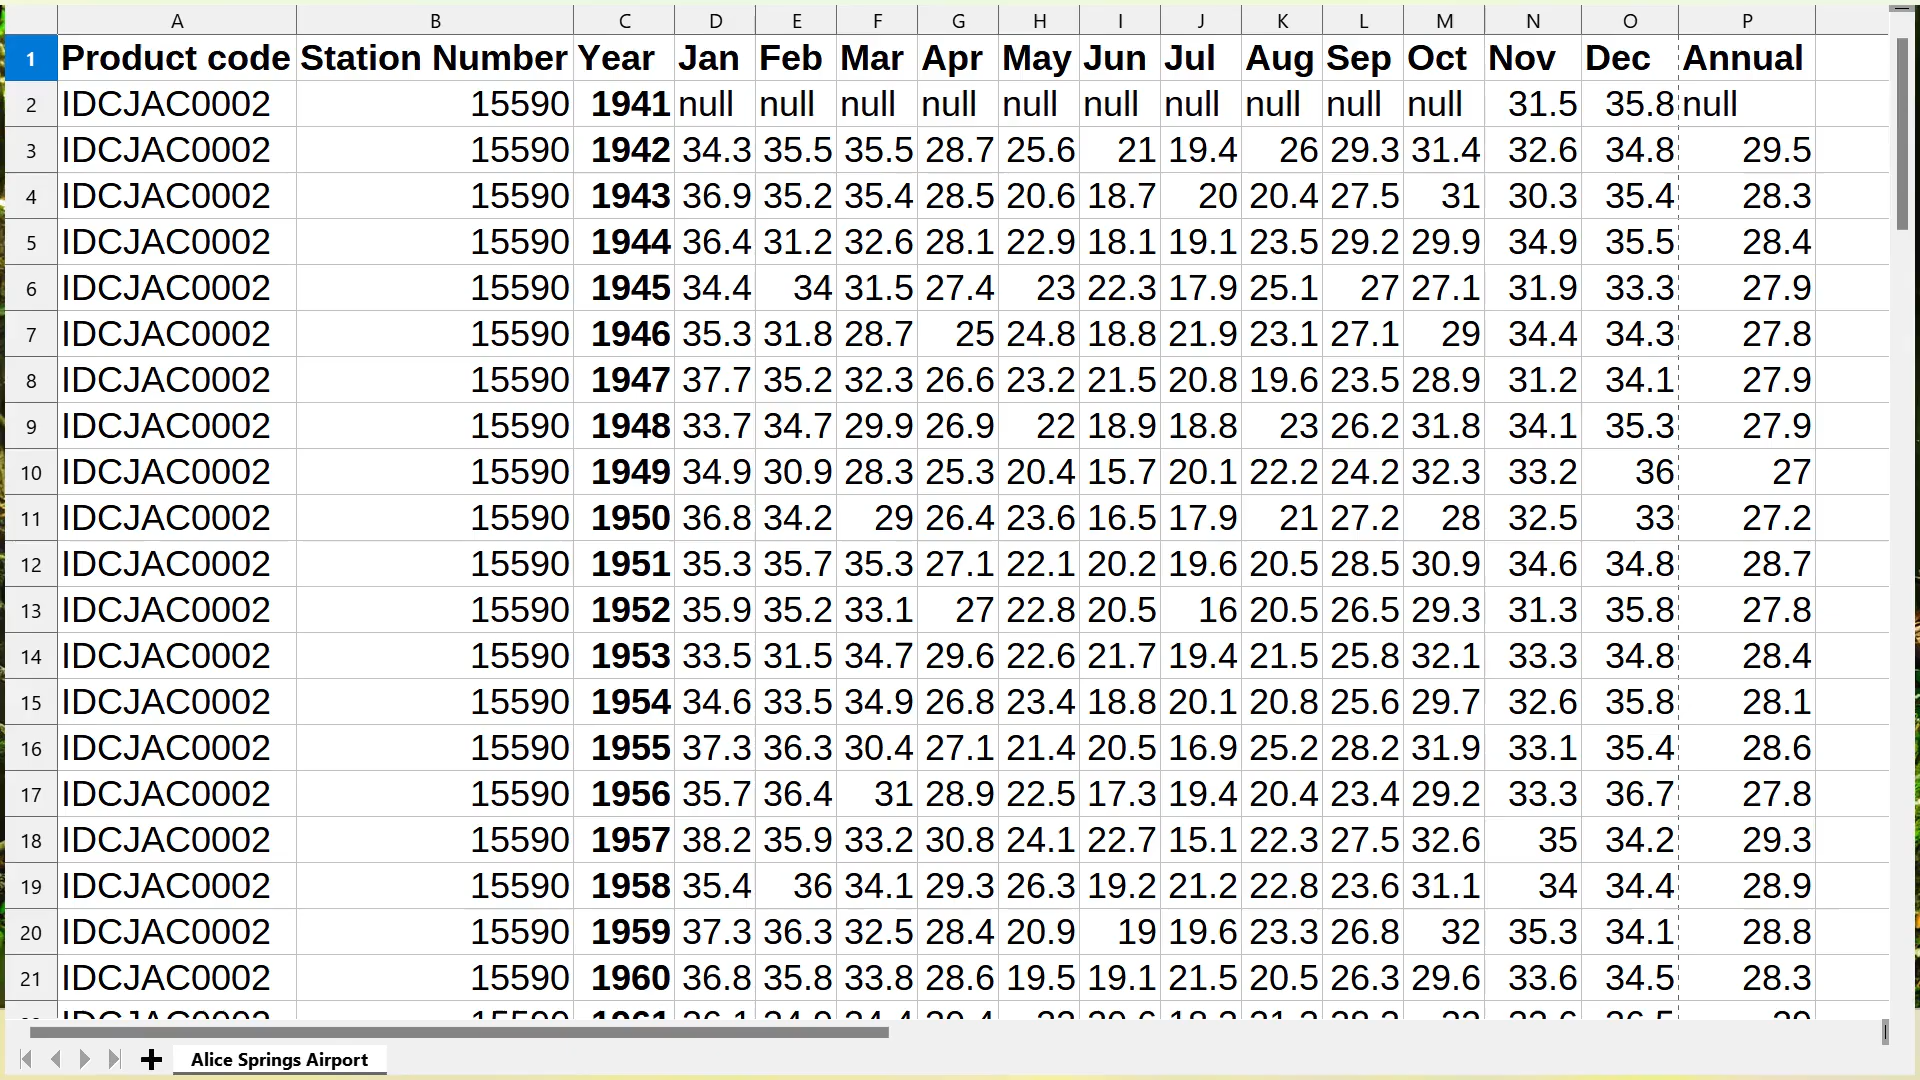 A B C D E F G H I J K L M N O P
1 Product code Station Number Year Jan Feb Mar Apr May Jun Jul Aug Sep Oct Nov Dec Annual
2 IDCJAC0002 15590 1941 null null null null null null null null null null 31.5 35.8 null
3 IDCJAC0002 15590 1942 34.3 35.5 35.5 28.7 25.6 21 19.4 26 29.3 31.4 32.6 34.8 29.5
4 IDCJAC0002 15590 1943 36.9 35.2 35.4 28.5 20.6 18.7 20 20.4 27.5 31 30.3 35.4 28.3
5 IDCJAC0002 15590 1944 36.4 31.2 32.6 28.1 22.9 18.1 19.1 23.5 29.2 29.9 34.9 35.5 28.4
6 IDCJAC0002 15590 1945 34.4 34 31.5 27.4 23 22.3 17.9 25.1 27 27.1 31.9 33.3 27.9
7 IDCJAC0002 15590 1946 35.3 31.8 28.7 25 24.8 18.8 21.9 23.1 27.1 29 34.4 34.3 27.8
8 IDCJAC0002 15590 1947 37.7 35.2 32.3 26.6 23.2 21.5 20.8 19.6 23.5 28.9 31.2 34.1 27.9
9 IDCJAC0002 15590 1948 33.7 34.7 29.9 26.9 22 18.9 18.8 23 26.2 31.8 34.1 35.3 27.9
10 IDCJAC0002 15590 1949 34.9 30.9 28.3 25.3 20.4 15.7 20.1 22.2 24.2 32.3 33.2 36 27
11 IDCJAC0002 15590 1950 36.8 34.2 29 26.4 23.6 16.5 17.9 21 27.2 28 32.5 33 27.2
12 IDCJAC0002 15590 1951 35.3 35.7 35.3 27.1 22.1 20.2 19.6 20.5 28.5 30.9 34.6 34.8 28.7
13 IDCJAC0002 15590 1952 35.9 35.2 33.1 27 22.8 20.5 16 20.5 26.5 29.3 31.3 35.8 27.8
14 IDCJAC0002 15590 1953 33.5 31.5 34.7 29.6 22.6 21.7 19.4 21.5 25.8 32.1 33.3 34.8 28.4
15 IDCJAC0002 15590 1954 34.6 33.5 34.9 26.8 23.4 18.8 20.1 20.8 25.6 29.7 32.6 35.8 28.1
16 IDCJAC0002 15590 1955 37.3 36.3 30.4 27.1 21.4 20.5 16.9 25.2 28.2 31.9 33.1 35.4 28.6
17 IDCJAC0002 15590 1956 35.7 36.4 31 28.9 22.5 17.3 19.4 20.4 23.4 29.2 33.3 36.7 27.8
18 IDCJAC0002 15590 1957 38.2 35.9 33.2 30.8 24.1 22.7 15.1 22.3 27.5 32.6 35 34.2 29.3
19 IDCJAC0002 15590 1958 35.4 36 34.1 29.3 26.3 19.2 21.2 22.8 23.6 31.1 34 34.4 28.9
20 IDCJAC0002 15590 1959 37.3 36.3 32.5 28.4 20.9 19 19.6 23.3 26.8 32 35.3 34.1 28.8
21 IDCJAC0002 15590 1960 36.8 35.8 33.8 28.6 19.5 19.1 21.5 20.5 26.3 29.6 33.6 34.5 28.3
Alice Springs Airport